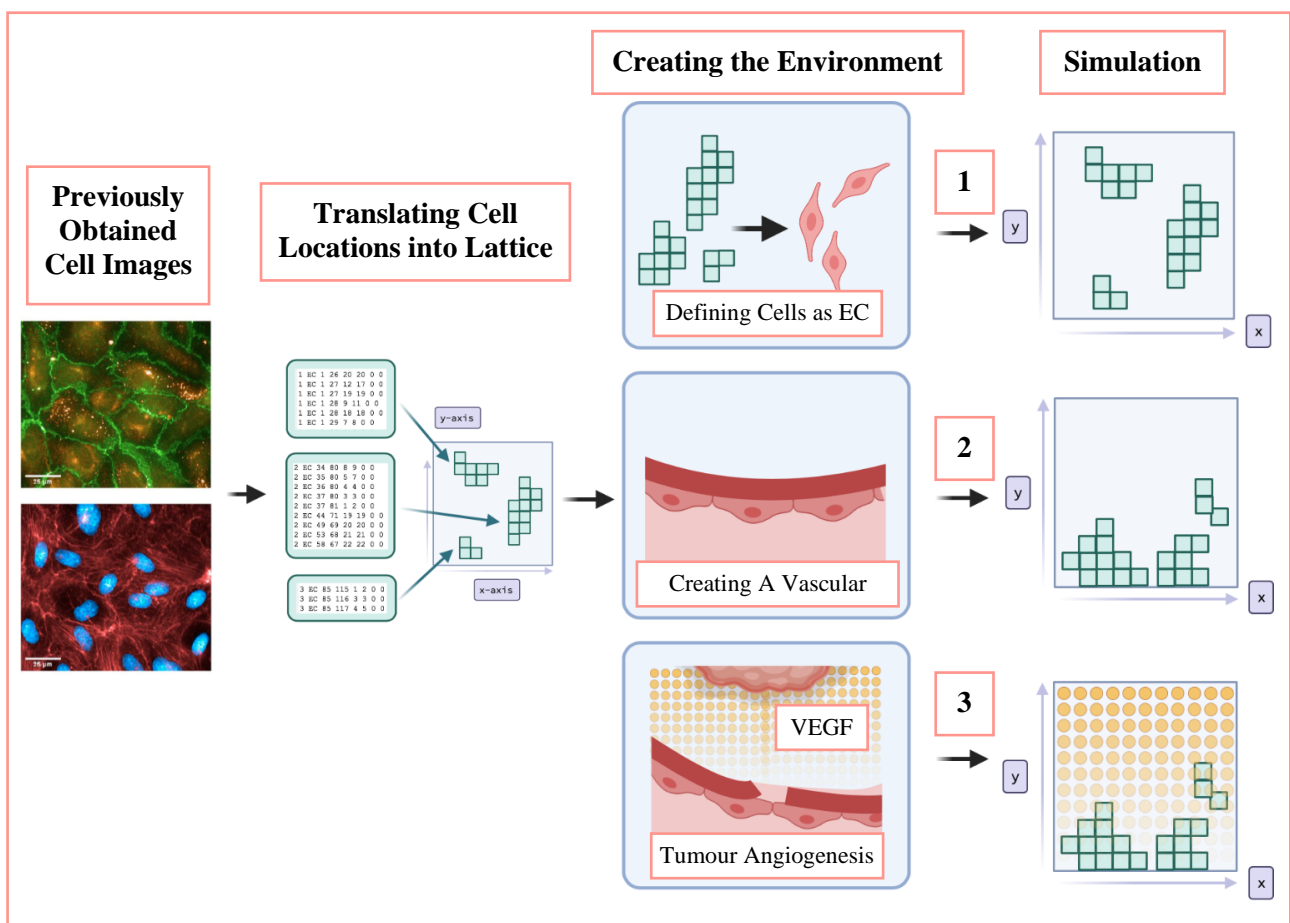 Previously
Obtained
Cell Images
25 µm
25 µm
Translating Cell
Locations into Lattice
1 EC 1 26 20 20 0 0
1 EC 1 27 12 17 0 0
1 EC 1 27 19 19 0 0
1 EC 1 28 9 11 0 0
1 EC 1 28 18 18 0 0
1 EC 1 29 7 8 0 0
2 EC 34 80 8 9 0 0
2 EC 35 80 5 7 0 0
2 EC 36 80 4 4 0 0
2 EC 37 80 3 3 0 0
2 EC 37 81 1 2 0 0
2 EC 44 71 19 19 0 0
2 EC 49 69 20 20 0 0
2 EC 53 68 21 21 0 0
2 EC 58 67 22 22 0 0
3 EC 85 115 1 2 0 0
3 EC 85 116 3 3 0 0
3 EC 85 117 4 5 0 0
y-axis
x-axis
Creating the Environment
Defining Cells as EC
Creating A Vascular
VEGF
Tumour Angiogenesis
Simulation
1
y
x
2
y
x
3
y
x